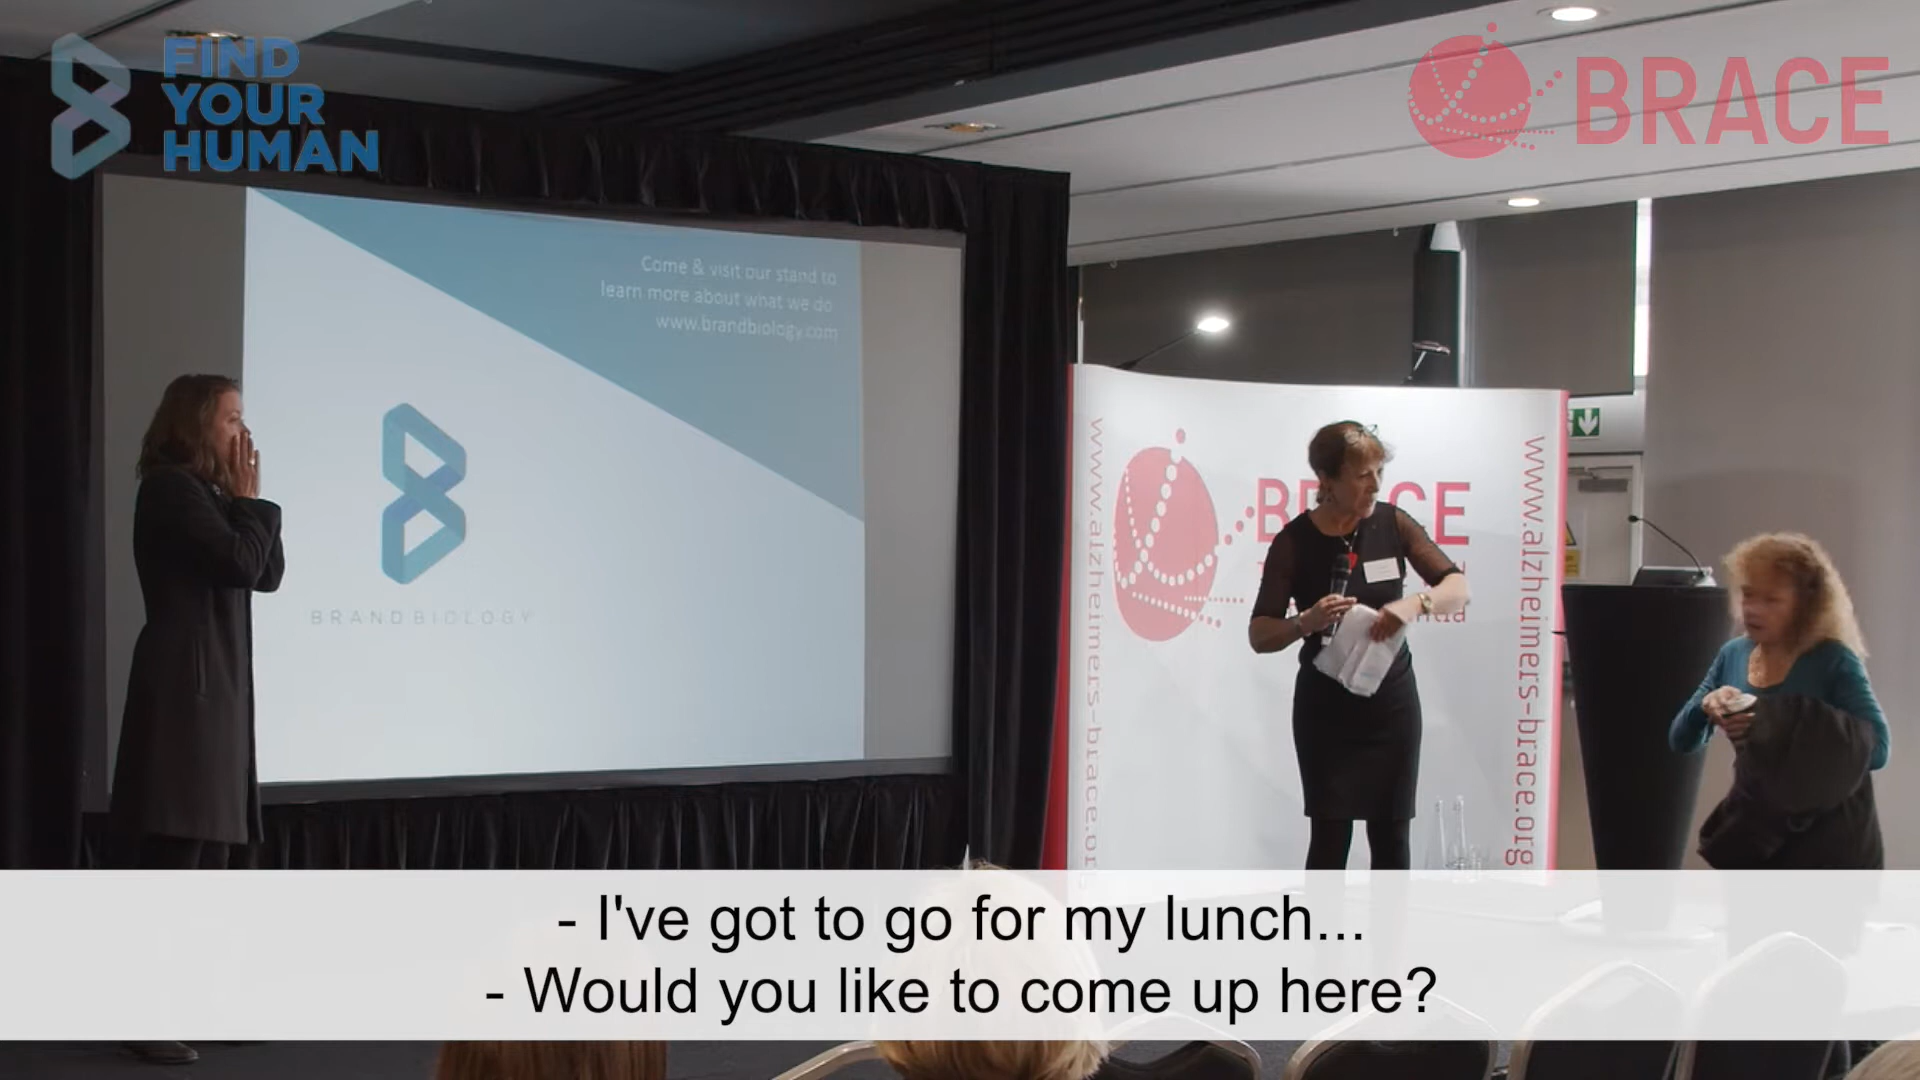 FIND
YOUR
HUMAN
BRACE
Come & visit our stand to
learn more about what we do
www.brandbiology.com
BRANDBIOLOGY
www.alzheimers-brace.org
www.alzheimers-brace.org
- I've got to go for my lunch...
- Would you like to come up here?